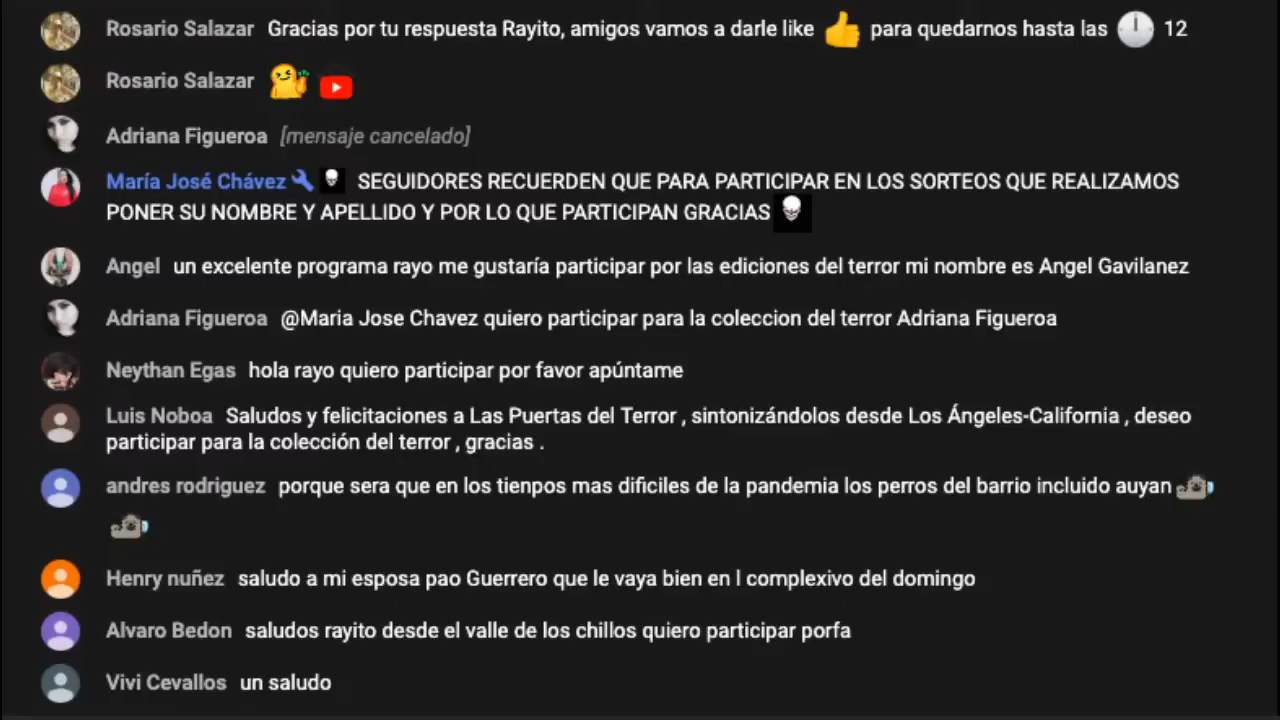 Rosario Salazar Gracias por tu respuesta Rayito, amigos vamos a darle like 👍 para quedarnos hasta las 🕛 12
Rosario Salazar
Adriana Figueroa [mensaje cancelado]
María José Chávez SEGUIDORES RECUERDEN QUE PARA PARTICIPAR EN LOS SORTEOS QUE REALIZAMOS
PONER SU NOMBRE Y APELLIDO Y POR LO QUE PARTICIPAN GRACIAS
Angel un excelente programa rayo me gustaría participar por las ediciones del terror mi nombre es Angel Gavilanez
Adriana Figueroa @Maria Jose Chavez quiero participar para la coleccion del terror Adriana Figueroa
Neythan Egas hola rayo quiero participar por favor apúntame
Luis Noboa Saludos y felicitaciones a Las Puertas del Terror , sintonizándolos desde Los Ángeles-California , deseo
participar para la colección del terror , gracias .
andres rodriguez porque sera que en los tienpos mas dificiles de la pandemia los perros del barrio incluido auyan
Henry nuñez saludo a mi esposa pao Guerrero que le vaya bien en l complexivo del domingo
Alvaro Bedon saludos rayito desde el valle de los chillos quiero participar porfa
Vivi Cevallos un saludo